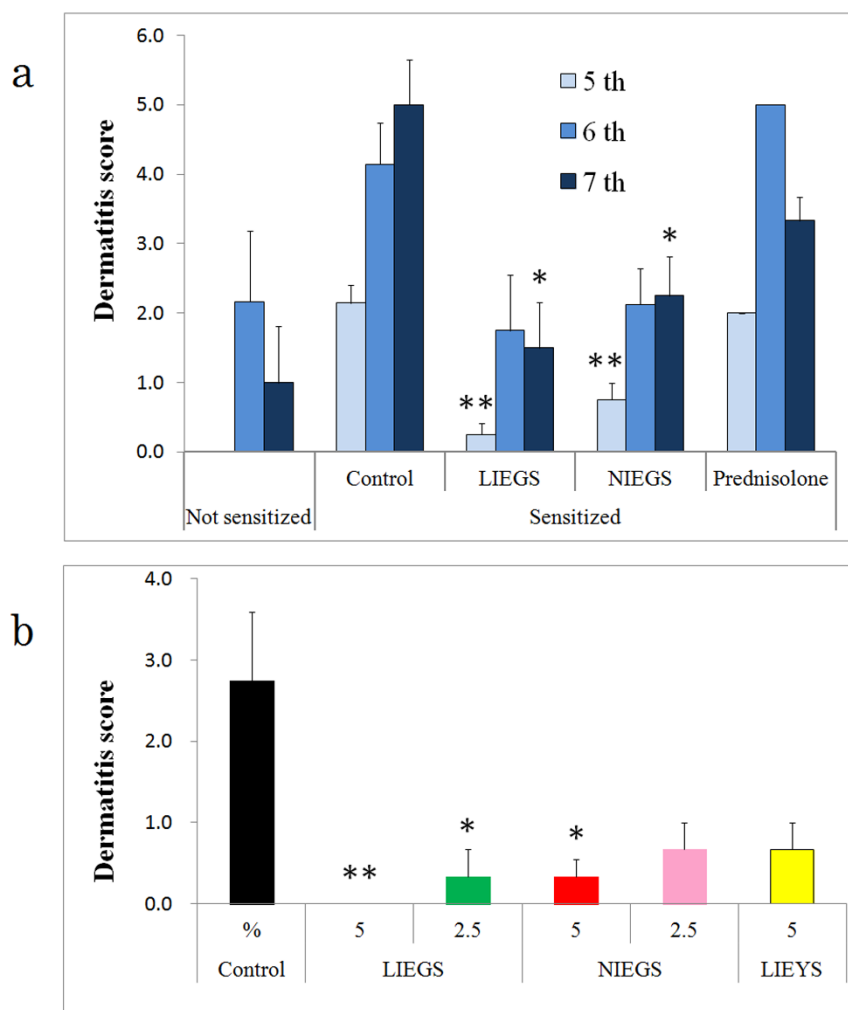 a
Dermatitis score
6.0
5.0
4.0
3.0
2.0
1.0
0.0
5 th
6 th
7 th
**
*
**
*
Control LIEGS NIEGS Prednisolone
Not sensitized Sensitized
b
Dermatitis score
4.0
3.0
2.0
1.0
0.0
**
*
*
% 5 2.5 5 2.5 5
Control LIEGS NIEGS LIEYS